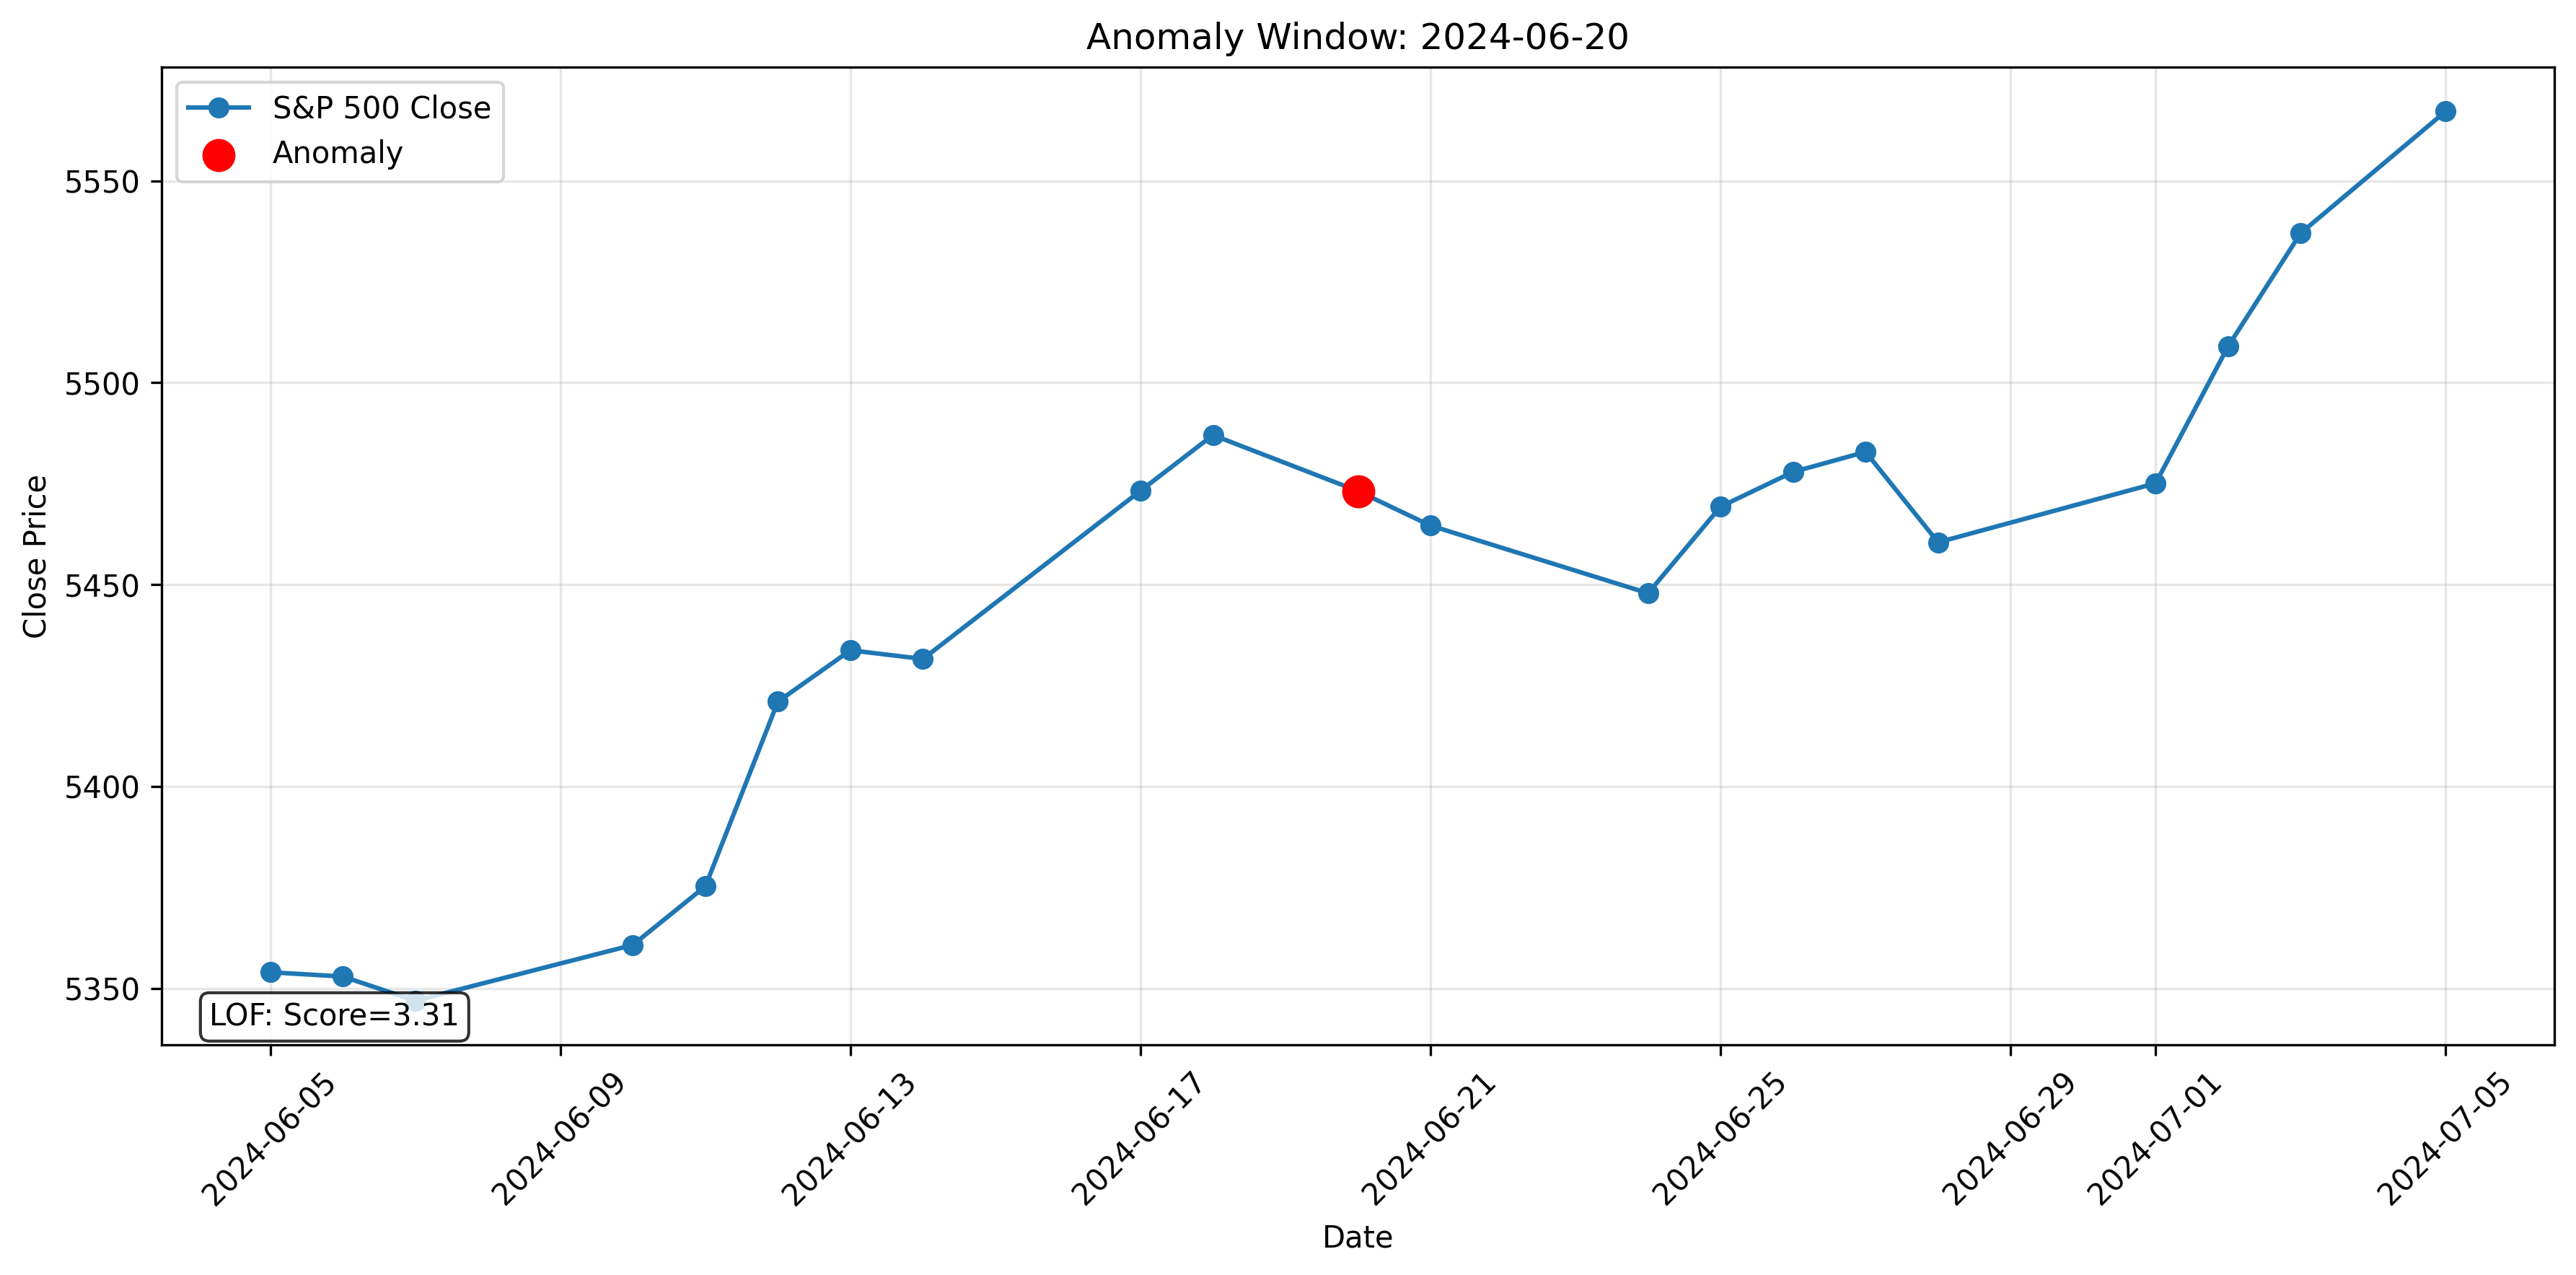 Anomaly Window: 2024-06-20
S&P 500 Close
Anomaly
5550
5500
5450
5400
5350
Close Price
LOF: Score=3.31
2024-06-05
2024-06-09
2024-06-13
2024-06-17
2024-06-21
2024-06-25
2024-06-29
2024-07-01
2024-07-05
Date